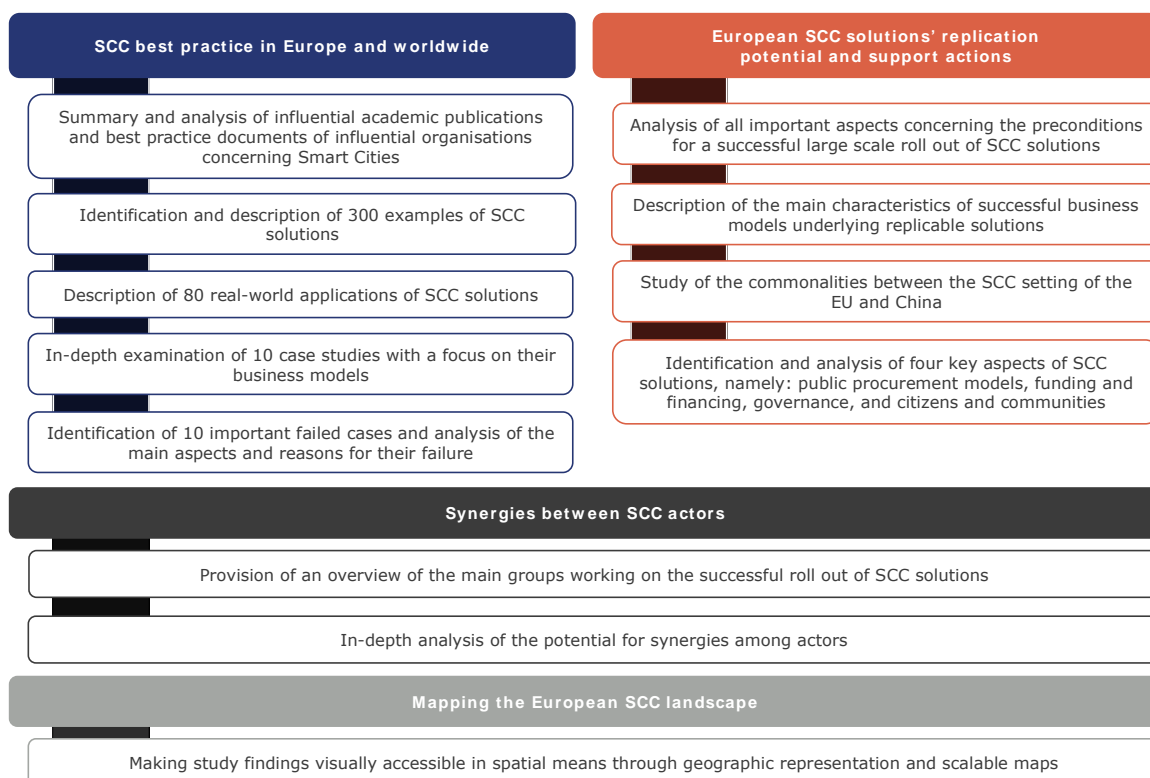 SCC best practice in Europe and worldwide
Summary and analysis of influential academic publications
and best practice documents of influential organisations
concerning Smart Cities
Identification and description of 300 examples of SCC
solutions
Description of 80 real-world applications of SCC solutions
In-depth examination of 10 case studies with a focus on their
business models
Identification of 10 important failed cases and analysis of the
main aspects and reasons for their failure
European SCC solutions' replication
potential and support actions
Analysis of all important aspects concerning the preconditions
for a successful large scale roll out of SCC solutions
Description of the main characteristics of successful business
models underlying replicable solutions
Study of the commonalities between the SCC setting of the
EU and China
Identification and analysis of four key aspects of SCC
solutions, namely: public procurement models, funding and
financing, governance, and citizens and communities
Synergies between SCC actors
Provision of an overview of the main groups working on the successful roll out of SCC solutions
In-depth analysis of the potential for synergies among actors
Mapping the European SCC landscape
Making study findings visually accessible in spatial means through geographic representation and scalable maps